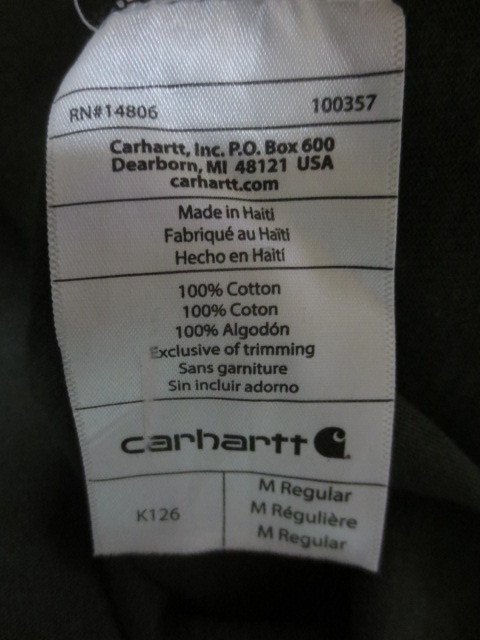 RN#14806 100357
Carhartt, Inc. P.O. Box 600
Dearborn, MI 48121 USA
carhartt.com
Made in Haiti
Fabriqué au Haïti
Hecho en Haití
100% Cotton
100% Coton
100% Algodón
Exclusive of trimming
Sans garniture
Sin incluir adorno
carhartt
K126
M Regular
M Régulière
M Regular